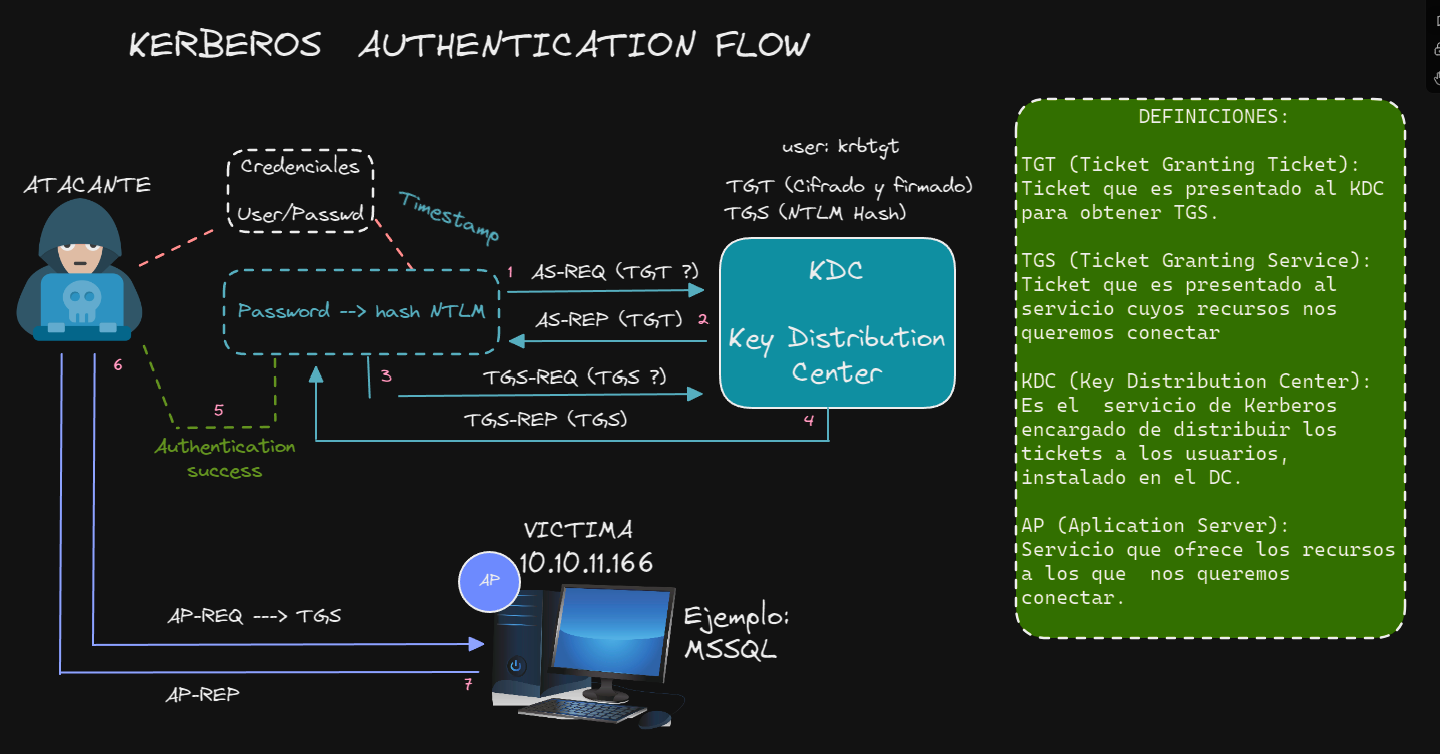 KERBEROS AUTHENTICATION FLOW
ATACANTE
Credenciales
User/Passwd
Timestamp
Password --> hash NTLM
user: krbtgt
TGT (Cifrado y firmado)
TGS (NTLM Hash)
1 AS-REQ (TGT ?)
AS-REP (TGT) 2
KDC
Key Distribution
Center
3 TGS-REQ (TGS ?)
TGS-REP (TGS) 4
5
Authentication
success
6
VICTIMA
10.10.11.166
AP
Ejemplo:
MSSQL
AP-REQ ---> TGS
AP-REP
7
DEFINICIONES:
TGT (Ticket Granting Ticket):
Ticket que es presentado al KDC
para obtener TGS.
TGS (Ticket Granting Service):
Ticket que es presentado al
servicio cuyos recursos nos
queremos conectar
KDC (Key Distribution Center):
Es el  servicio de Kerberos
encargado de distribuir los
tickets a los usuarios,
instalado en el DC.
AP (Aplication Server):
Servicio que ofrece los recursos
a los que  nos queremos
conectar.